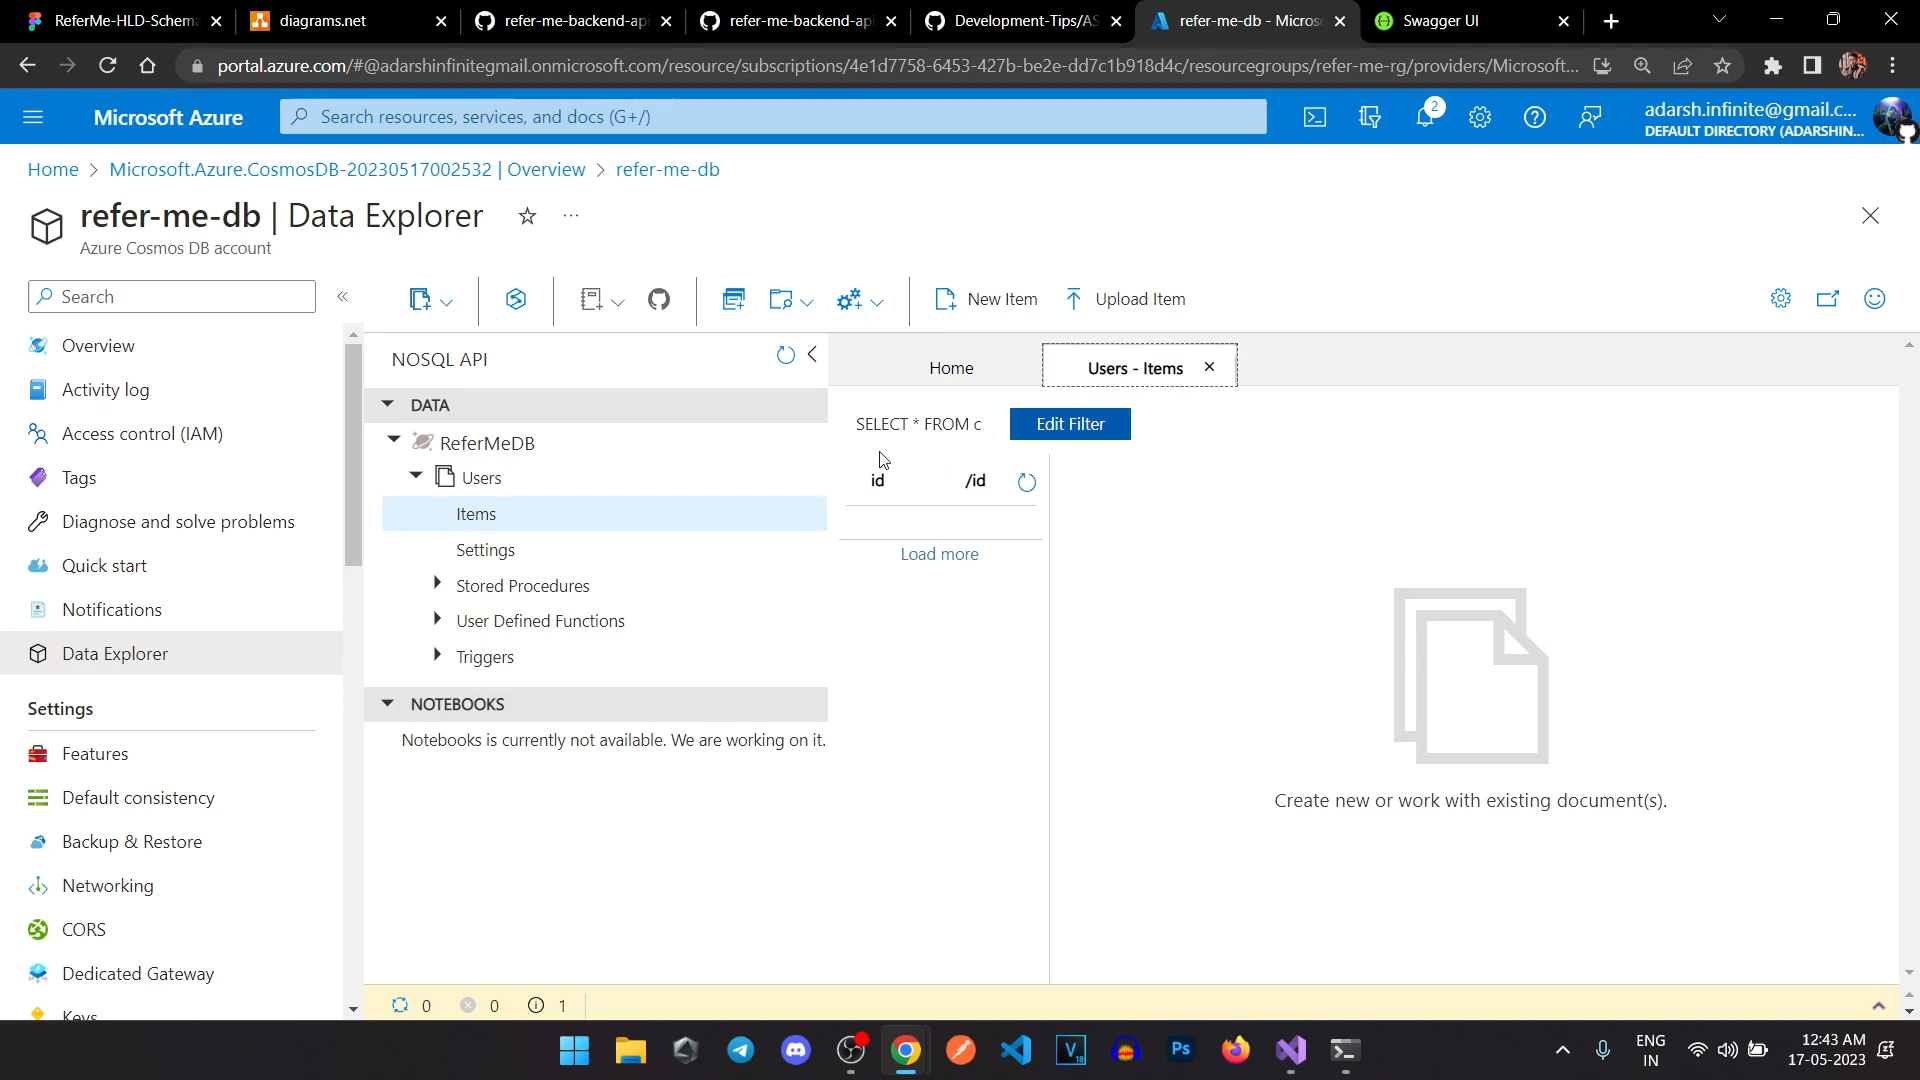 ReferMe-HLD-Schema
diagrams.net
refer-me-backend-api
refer-me-backend-api
Development-Tips/AS
refer-me-db - Micros
Swagger UI
portal.azure.com/#@adarshinfinitegmail.onmicrosoft.com/resource/subscriptions/4e1d7758-6453-427b-be2e-dd7c1b918d4c/resourcegroups/refer-me-rg/providers/Microsoft...
Microsoft Azure
Search resources, services, and docs (G+/)
2
adarsh.infinite@gmail.c...
DEFAULT DIRECTORY (ADARSHIN...
Home > Microsoft.Azure.CosmosDB-20230517002532 | Overview > refer-me-db
refer-me-db | Data Explorer
Azure Cosmos DB account
Search
New Item
Upload Item
Overview
Activity log
Access control (IAM)
Tags
Diagnose and solve problems
Quick start
Notifications
Data Explorer
Settings
Features
Default consistency
Backup & Restore
Networking
CORS
Dedicated Gateway
Keys
NOSQL API
DATA
ReferMeDB
Users
Items
Settings
Stored Procedures
User Defined Functions
Triggers
NOTEBOOKS
Notebooks is currently not available. We are working on it.
Home
Users - Items
SELECT * FROM c
Edit Filter
id
/id
Load more
Create new or work with existing document(s).
0
0
1
V
18
Ps
ENG
IN
12:43 AM
17-05-2023